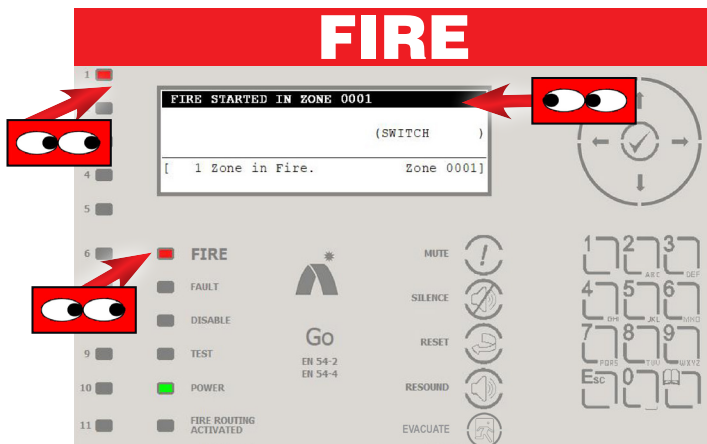 FIRE
1
FIRE STARTED IN ZONE 0001
(SWITCH )
[ 1 Zone in Fire. Zone 0001]
4
5
6
FIRE
FAULT
DISABLE
TEST
POWER
FIRE ROUTING
ACTIVATED
9
10
11
Go
EN 54-2
EN 54-4
MUTE
SILENCE
RESET
RESOUND
EVACUATE
1 2 ABC 3 DEF
4 GHI 5 JKL 6 MNO
7 PQRS 8 TUV 9 WXYZ
Esc 0